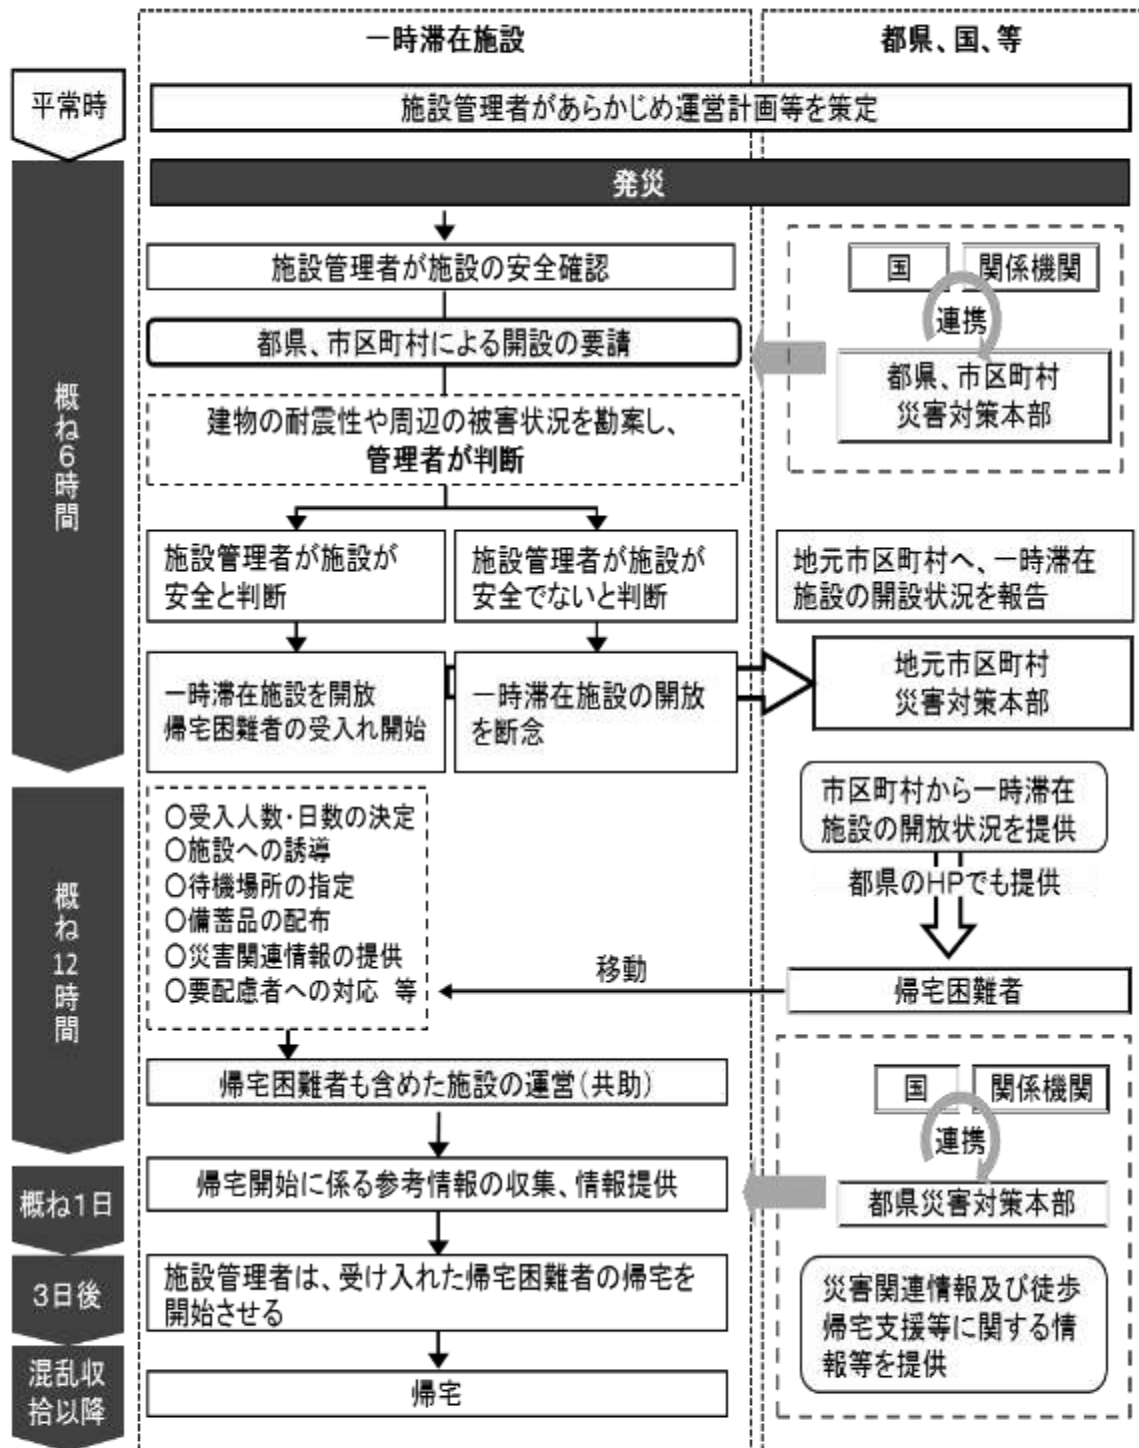 一時滞在施設
都県、国、等
平常時
施設管理者があらかじめ運営計画等を策定
発災
概ね6時間
施設管理者が施設の安全確認
国
関係機関
連携
都県、市区町村による開設の要請
都県、市区町村
災害対策本部
建物の耐震性や周辺の被害状況を勘案し、
管理者が判断
施設管理者が施設が
安全と判断
施設管理者が施設が
安全でないと判断
地元市区町村へ、一時滞在
施設の開設状況を報告
一時滞在施設を開放
帰宅困難者の受入れ開始
一時滞在施設の開放
を断念
地元市区町村
災害対策本部
概ね12時間
〇受入人数・日数の決定
〇施設への誘導
〇待機場所の指定
〇備蓄品の配布
〇災害関連情報の提供
〇要配慮者への対応 等
市区町村から一時滞在
施設の開放状況を提供
都県のHPでも提供
移動
帰宅困難者
帰宅困難者も含めた施設の運営(共助)
国
関係機関
連携
概ね1日
帰宅開始に係る参考情報の収集、情報提供
都県災害対策本部
3日後
施設管理者は、受け入れた帰宅困難者の帰宅を
開始させる
災害関連情報及び徒歩
帰宅支援等に関する情
報等を提供
混乱収
拾以降
帰宅